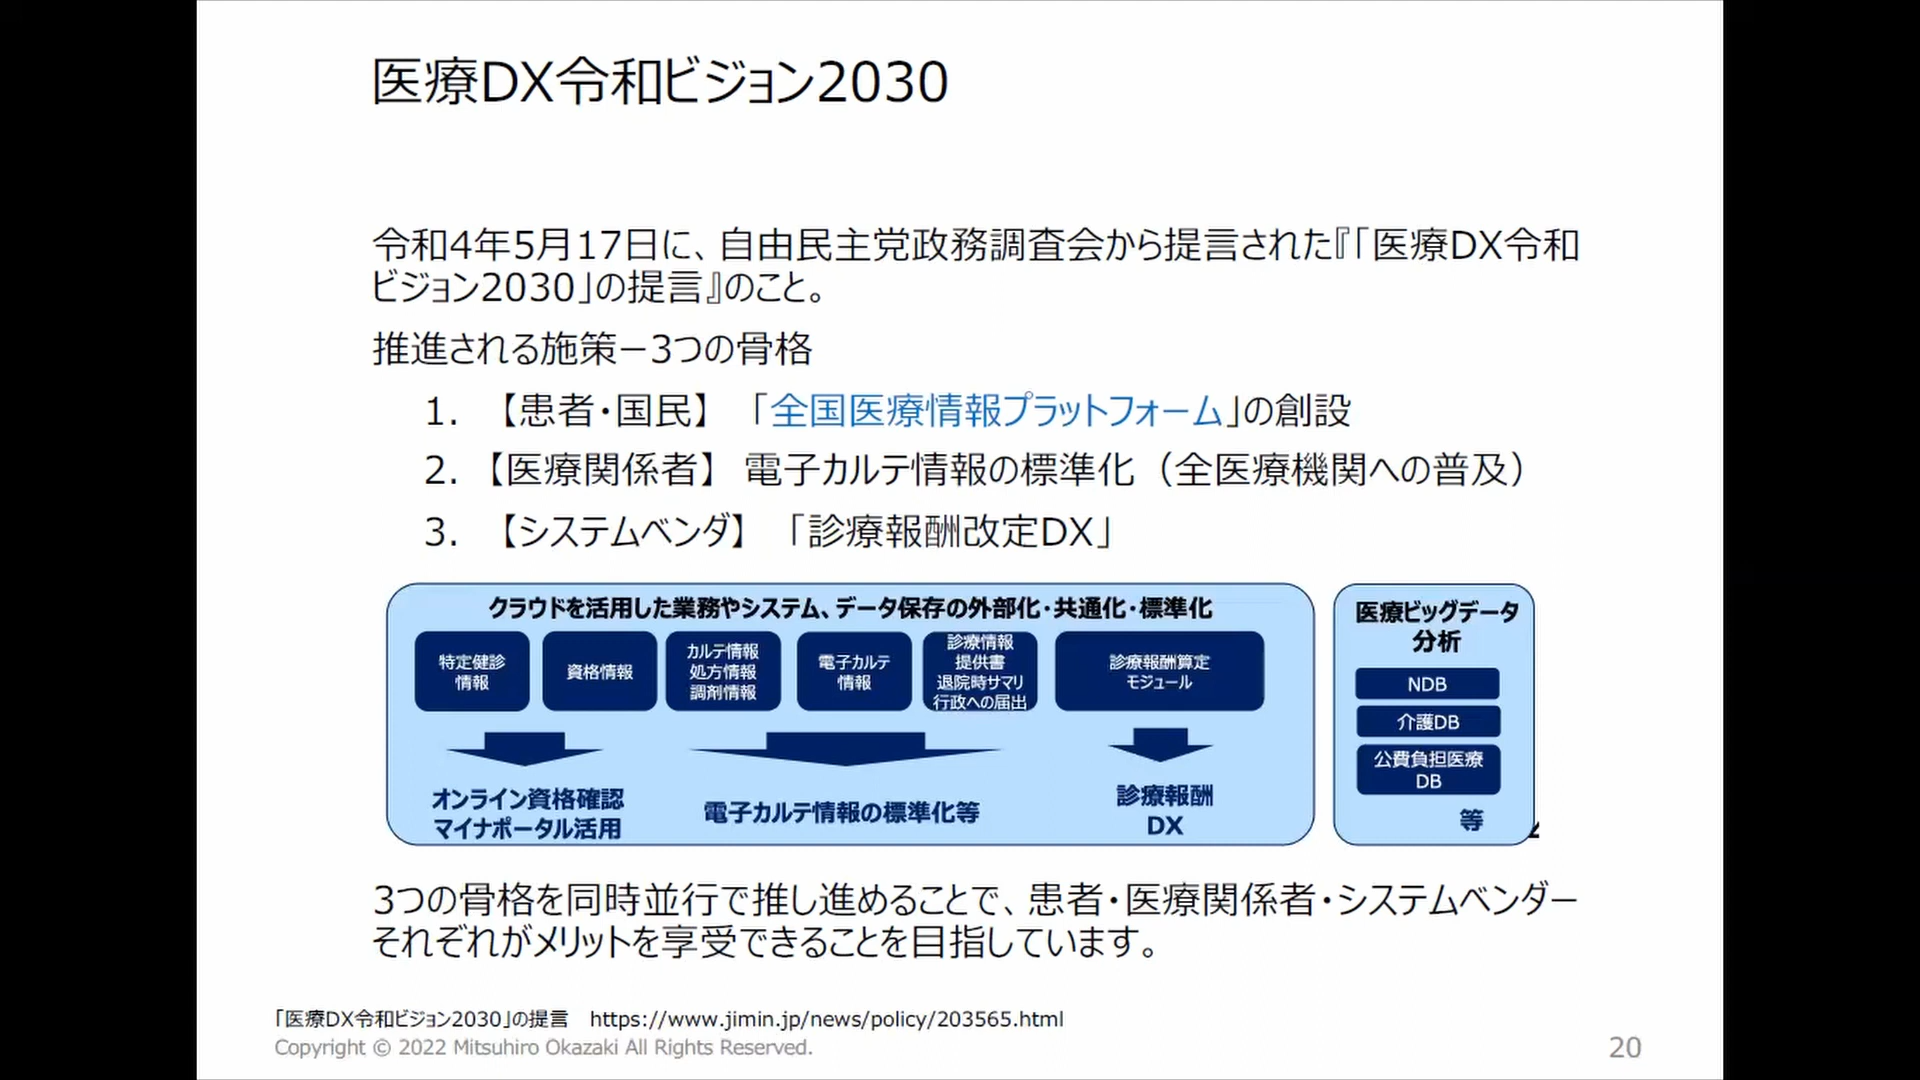 医療DX令和ビジョン2030
令和4年5月17日に、自由民主党政務調査会から提言された『「医療DX令和
ビジョン2030」の提言』のこと。
推進される施策－3つの骨格
1. 【患者・国民】 「全国医療情報プラットフォーム」の創設
2. 【医療関係者】 電子カルテ情報の標準化（全医療機関への普及）
3. 【システムベンダ】 「診療報酬改定DX」
クラウドを活用した業務やシステム、データ保存の外部化・共通化・標準化
特定健診
情報
資格情報
カルテ情報
処方情報
調剤情報
電子カルテ
情報
診療情報
提供書
退院時サマリ
行政への届出
診療報酬算定
モジュール
オンライン資格確認
マイナポータル活用
電子カルテ情報の標準化等
診療報酬
DX
医療ビッグデータ
分析
NDB
介護DB
公費負担医療
DB
等
3つの骨格を同時並行で推し進めることで、患者・医療関係者・システムベンダー
それぞれがメリットを享受できることを目指しています。
「医療DX令和ビジョン2030」の提言 https://www.jimin.jp/news/policy/203565.html
Copyright © 2022 Mitsuhiro Okazaki All Rights Reserved.
20